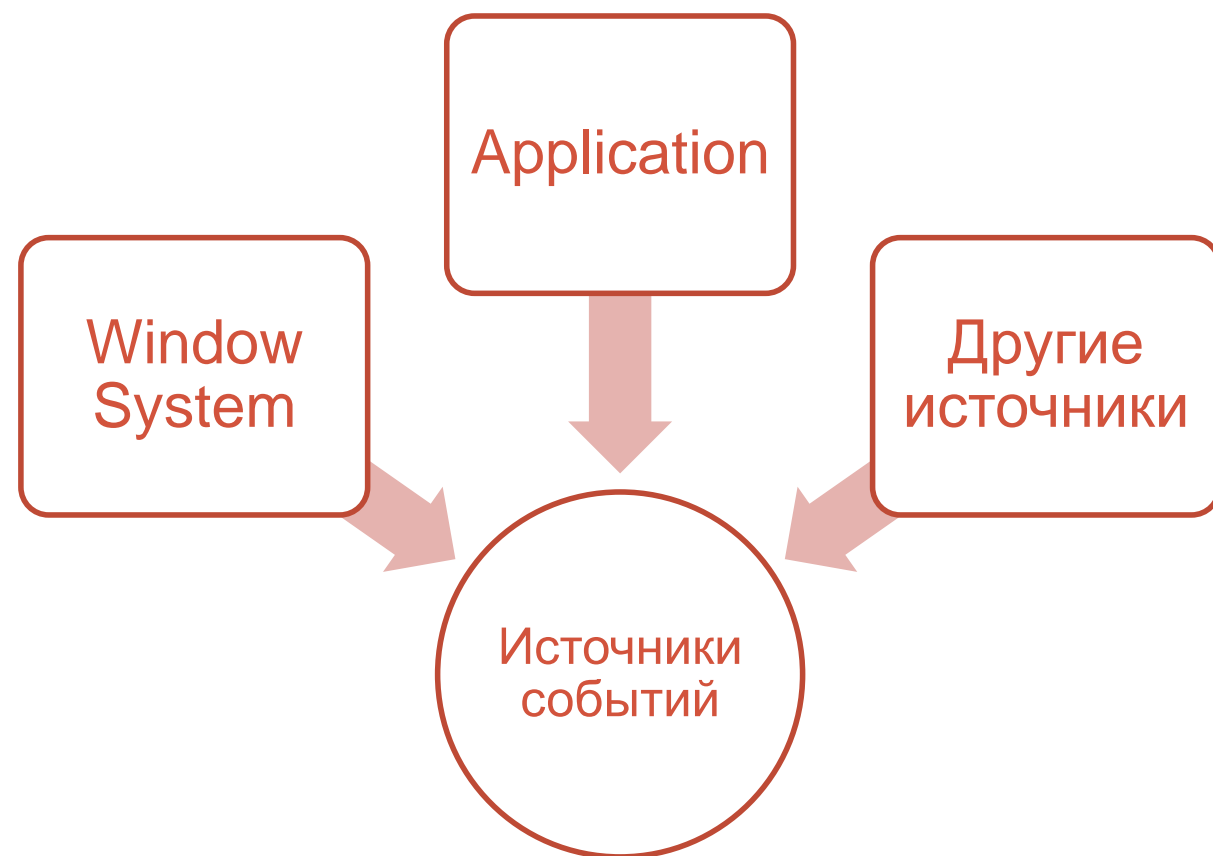 Application
Window
System
Другие
источники
Источники
событий